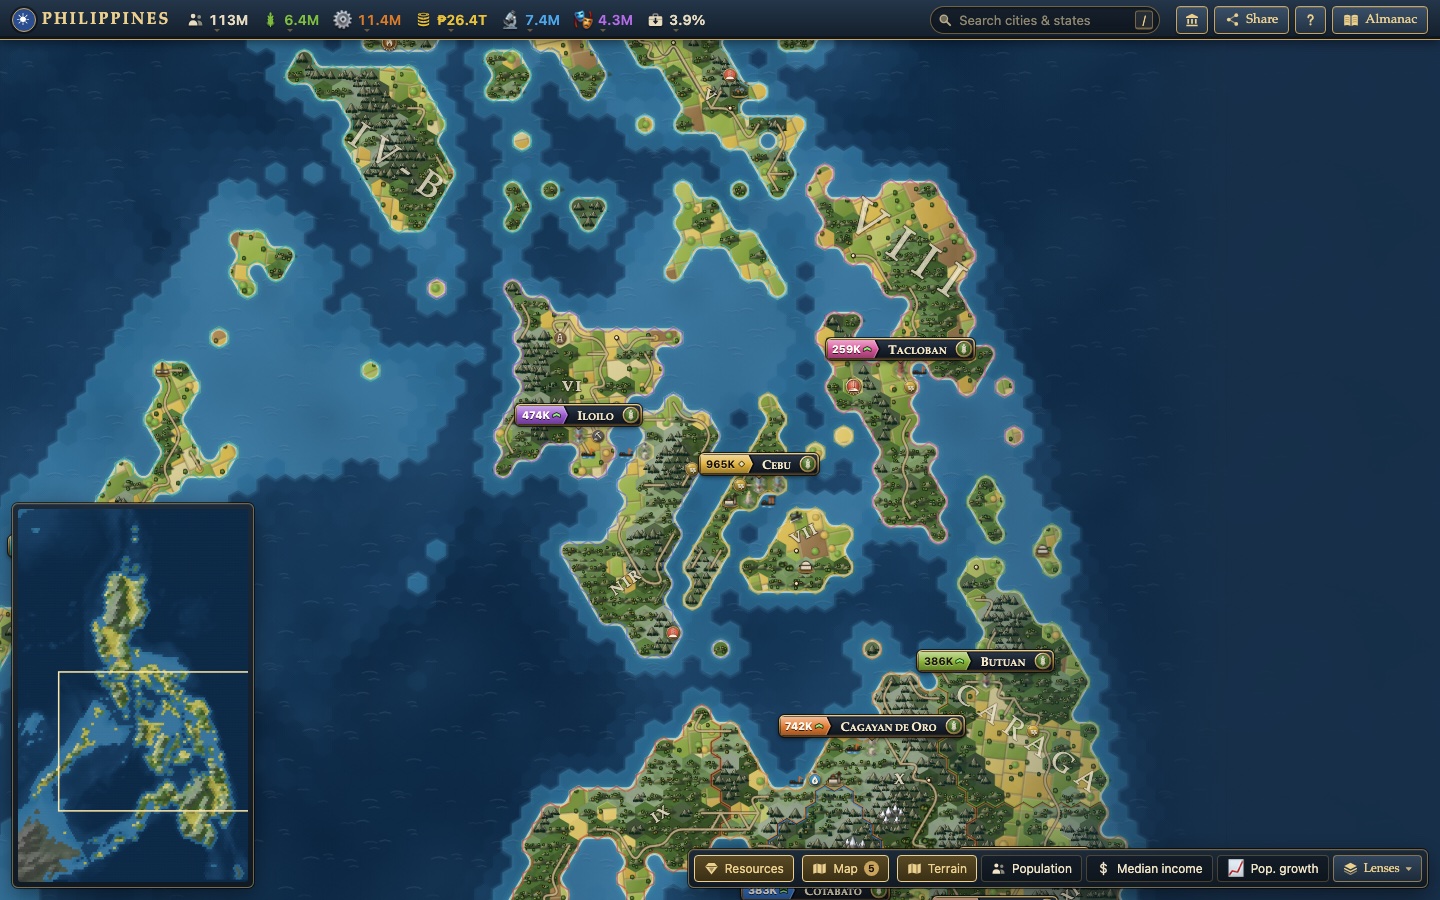 PHILIPPINES 113M 6.4M 11.4M ₱26.4T 7.4M 4.3M 3.9% Search cities & states / Share ? Almanac
V
IV-B
VIII
259K TACLOBAN
VI
474K ILOILO
965K CEBU
VII
NIR
386K BUTUAN
CARAGA
742K CAGAYAN DE ORO
X
IX
Resources Map 5 Terrain Population $ Median income Pop. growth Lenses
383K COTABATO
XI